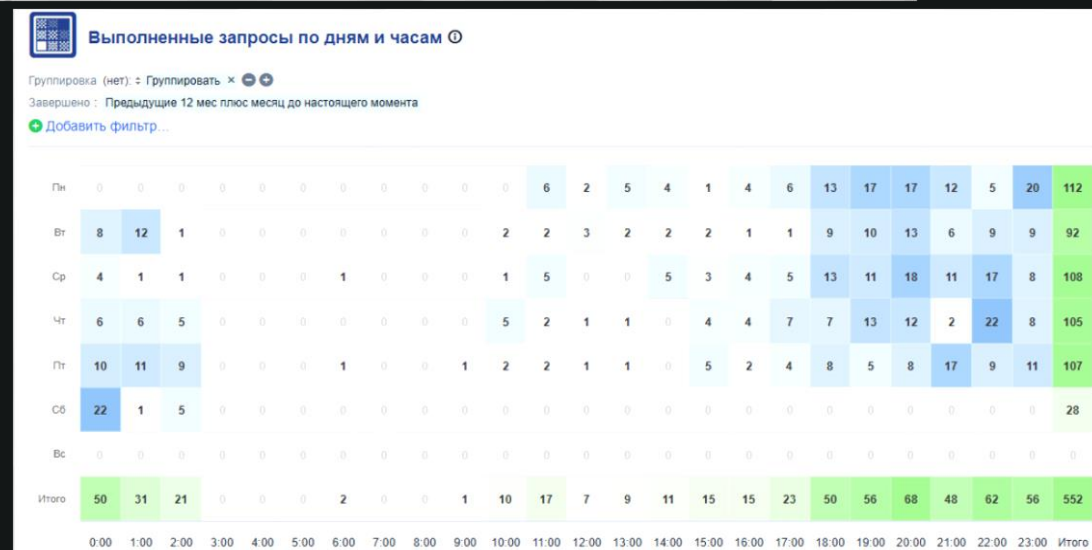 Выполненные запросы по дням и часам
Группировка (нет): Группировать ×
Завершено : Предыдущие 12 мес плюс месяц до настоящего момента
Добавить фильтр...
Пн 0 0 0 0 0 0 0 0 0 0 0 6 2 5 4 1 4 6 13 17 17 12 5 20 112
Вт 8 12 1 0 0 0 0 0 0 0 2 2 3 2 2 2 1 1 9 10 13 6 9 9 92
Ср 4 1 1 0 0 0 1 0 0 0 1 5 0 0 5 3 4 5 13 11 18 11 17 8 108
Чт 6 6 5 0 0 0 0 0 0 0 5 2 1 1 0 4 4 7 7 13 12 2 22 8 105
Пт 10 11 9 0 0 0 1 0 0 1 2 2 1 1 0 5 2 4 8 5 8 17 9 11 107
Сб 22 1 5 0 0 0 0 0 0 0 0 0 0 0 0 0 0 0 0 0 0 0 0 0 28
Вс 0 0 0 0 0 0 0 0 0 0 0 0 0 0 0 0 0 0 0 0 0 0 0 0 0
Итого 50 31 21 0 0 0 2 0 0 1 10 17 7 9 11 15 15 23 50 56 68 48 62 56 552
0:00 1:00 2:00 3:00 4:00 5:00 6:00 7:00 8:00 9:00 10:00 11:00 12:00 13:00 14:00 15:00 16:00 17:00 18:00 19:00 20:00 21:00 22:00 23:00 Итого